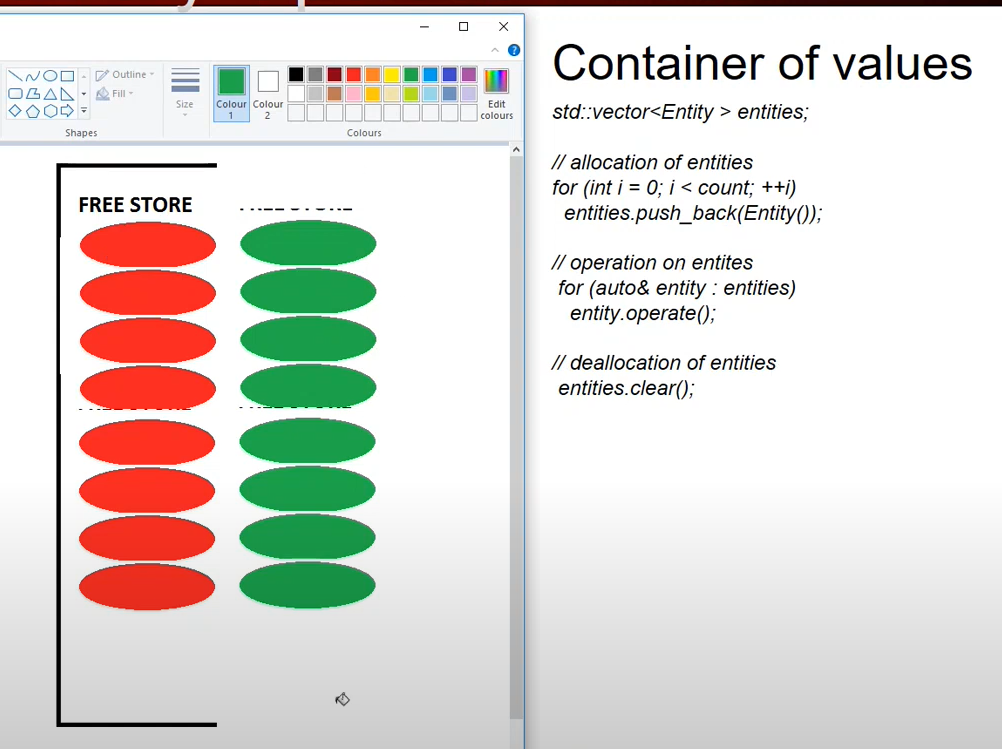 Outline
Fill
Size
Colour 1
Colour 2
Edit colours
Shapes
Colours
FREE STORE
Container of values
std::vector<Entity > entities;
// allocation of entities
for (int i = 0; i < count; ++i)
entities.push_back(Entity());
// operation on entites
for (auto& entity : entities)
entity.operate();
// deallocation of entities
entities.clear();